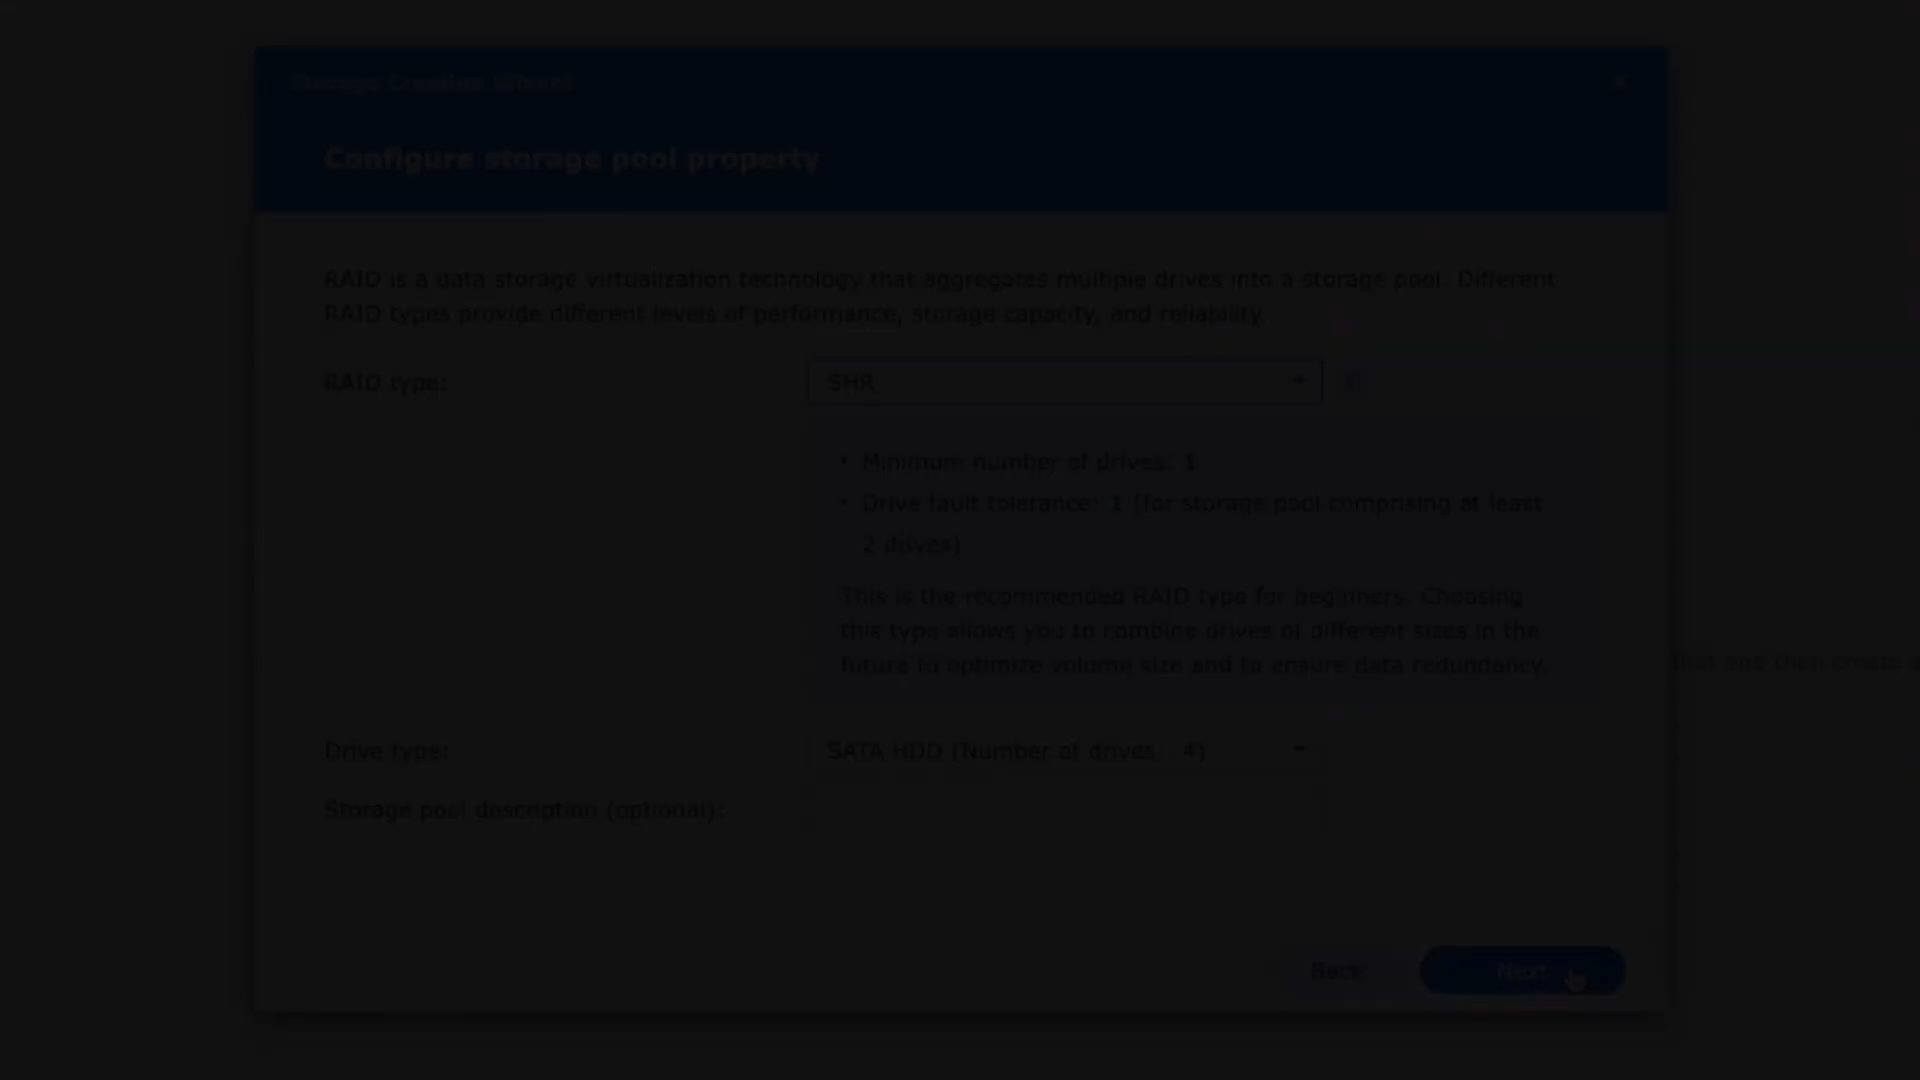 Storage Creation Wizard
Configure storage pool property
RAID is a data storage virtualization technology that aggregates multiple drives into a storage pool. Different
RAID types provide different levels of performance, storage capacity, and reliability.
RAID type:
SHR
• Minimum number of drives: 1
• Drive fault tolerance: 1 (for storage pool comprising at least
2 drives)
This is the recommended RAID type for beginners. Choosing
this type allows you to combine drives of different sizes in the
future to optimize volume size and to ensure data redundancy.
and then create
Drive type:
SATA HDD (Number of drives: 4)
Storage pool description (optional):
Back
Next